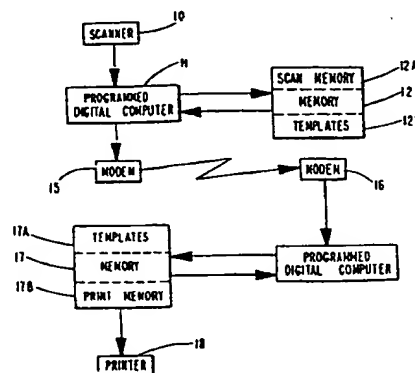 SCANNER 10
PROGRAMMED 11
DIGITAL COMPUTER
SCAN MEMORY 12A
MEMORY 12
TEMPLATES 12
15 MODEM
MODEM 16
17A TEMPLATES
17 MEMORY
17B PRINT MEMORY
PROGRAMMED
DIGITAL COMPUTER
PRINTER 18